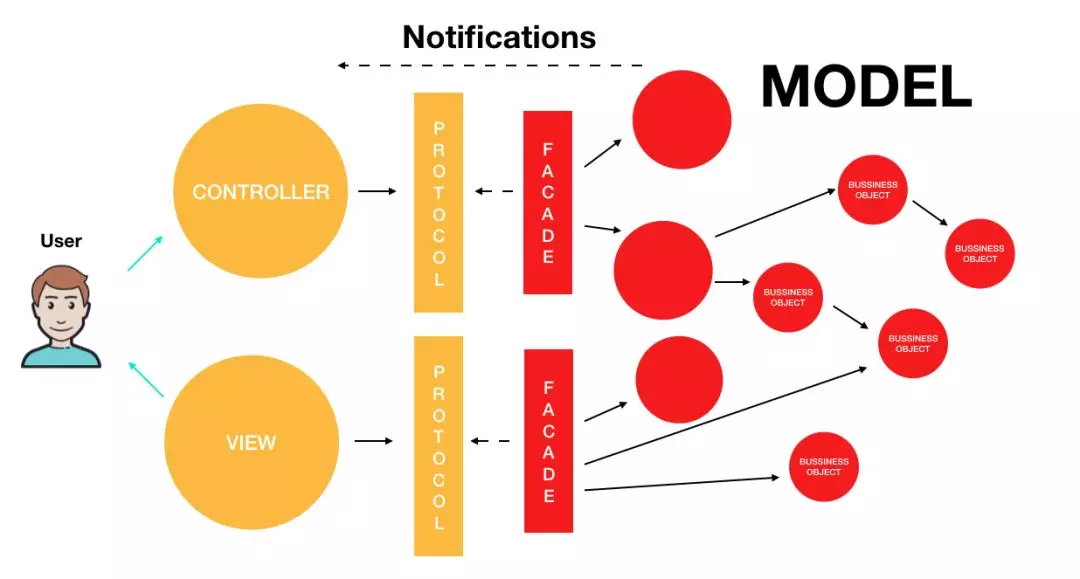 Notifications
MODEL
CONTROLLER
PROTOCOL
FACADE
BUSSINESS
OBJECT
BUSSINESS
OBJECT
User
BUSSINESS
OBJECT
BUSSINESS
OBJECT
VIEW
PROTOCOL
FACADE
BUSSINESS
OBJECT